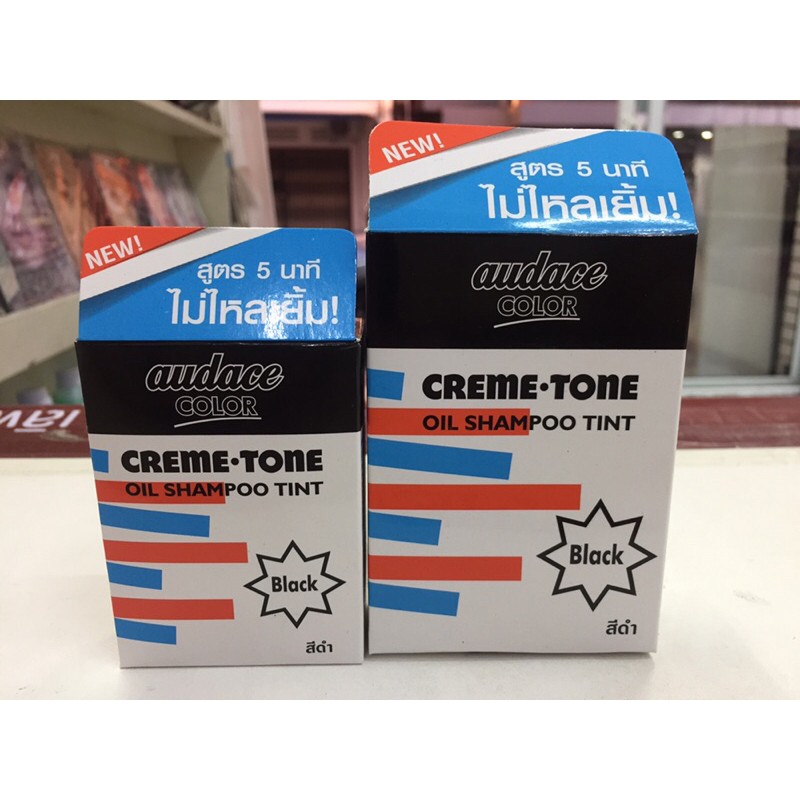 NEW!
สูตร 5 นาที
ไม่ไหลเยิ้ม!
audace
COLOR
CREME•TONE
OIL SHAMPOO TINT
Black
สีดำ
NEW!
สูตร 5 นาที
ไม่ไหลเยิ้ม!
audace
COLOR
CREME•TONE
OIL SHAMPOO TINT
Black
สีดำ